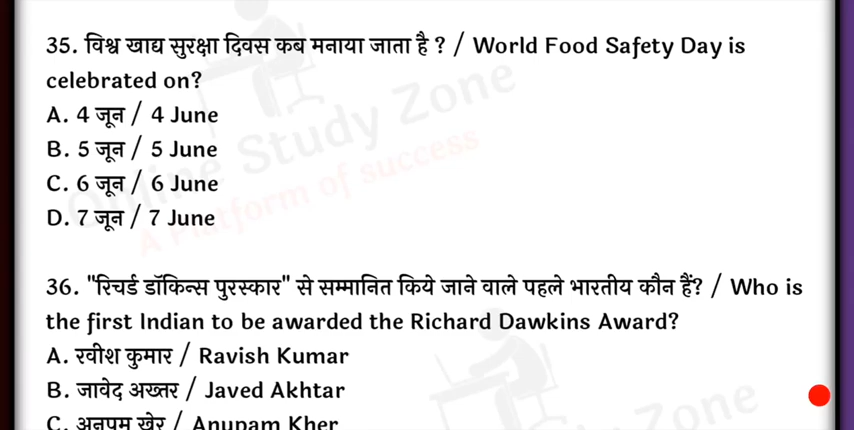 35. विश्व खाद्य सुरक्षा दिवस कब मनाया जाता है ? / World Food Safety Day is
celebrated on?
A. 4 जून / 4 June
B. 5 जून / 5 June
C. 6 जून / 6 June
D. 7 जून / 7 June
Online Study Zone
A Platform of success
36. "रिचर्ड डॉकिन्स पुरस्कार" से सम्मानित किये जाने वाले पहले भारतीय कौन हैं? / Who is
the first Indian to be awarded the Richard Dawkins Award?
A. रवीश कुमार / Ravish Kumar
B. जावेद अख्तर / Javed Akhtar
C. अनुपम खेर / Anupam Kher
Zone